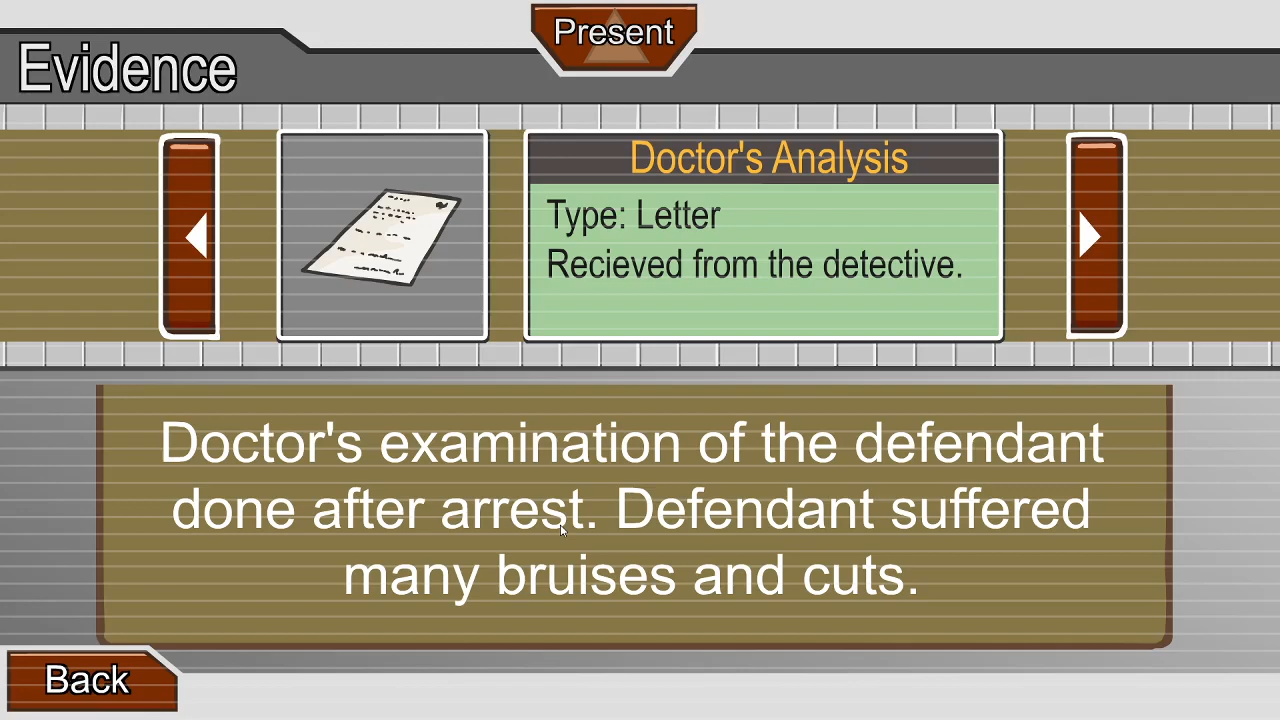 Present
Evidence
Doctor's Analysis
Type: Letter
Recieved from the detective.
Doctor's examination of the defendant
done after arrest. Defendant suffered
many bruises and cuts.
Back